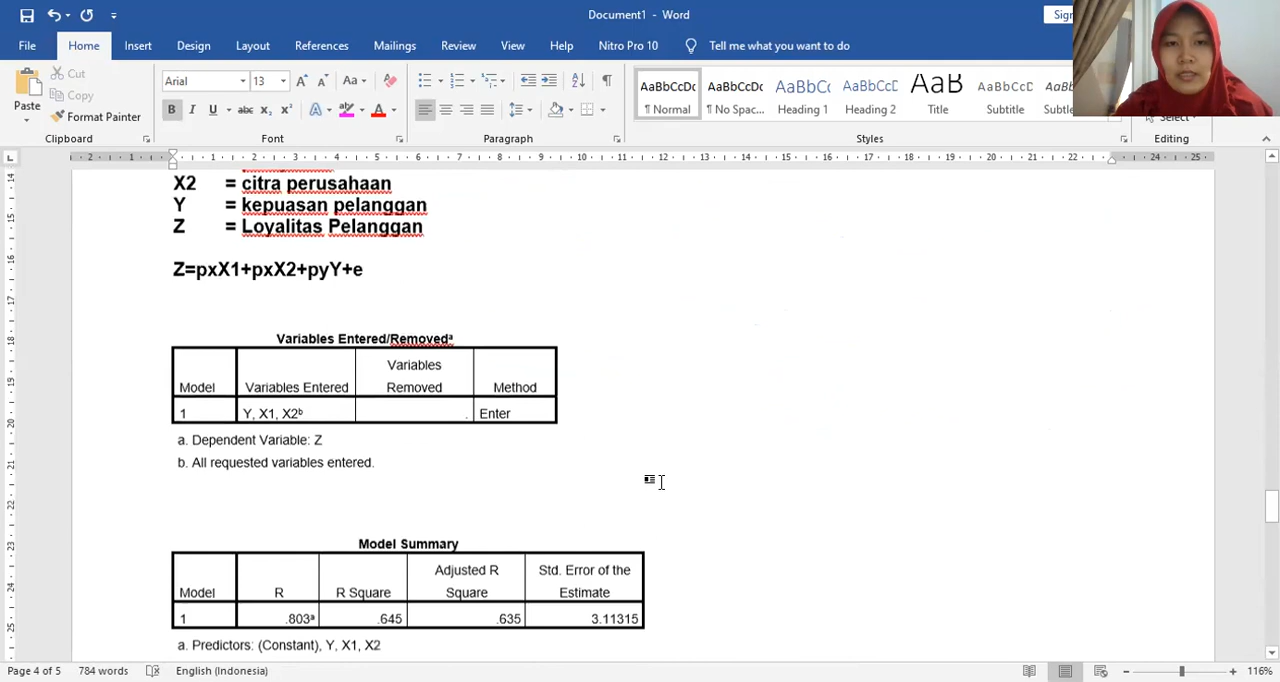 Document1 - Word
Sig
File Home Insert Design Layout References Mailings Review View Help Nitro Pro 10 Tell me what you want to do
Paste
Cut
Copy
Format Painter
Clipboard
Arial 13
Font
Paragraph
AaBbCcDc AaBbCcDc AaBbCc AaBbCcD AaB AaBbCcD
¶ Normal ¶ No Spac... Heading 1 Heading 2 Title Subtitle
Styles
Select
Editing
X2 = citra perusahaan
Y = kepuasan pelanggan
Z = Loyalitas Pelanggan
Z=pxX1+pxX2+pyY+e
Variables Entered/Removedᵃ
Model Variables Entered Variables Removed Method
1 Y, X1, X2ᵇ . Enter
a. Dependent Variable: Z
b. All requested variables entered.
Model Summary
Model R R Square Adjusted R Square Std. Error of the Estimate
1 .803ᵃ .645 .635 3.11315
a. Predictors: (Constant), Y, X1, X2
Page 4 of 5 784 words English (Indonesia) 116%